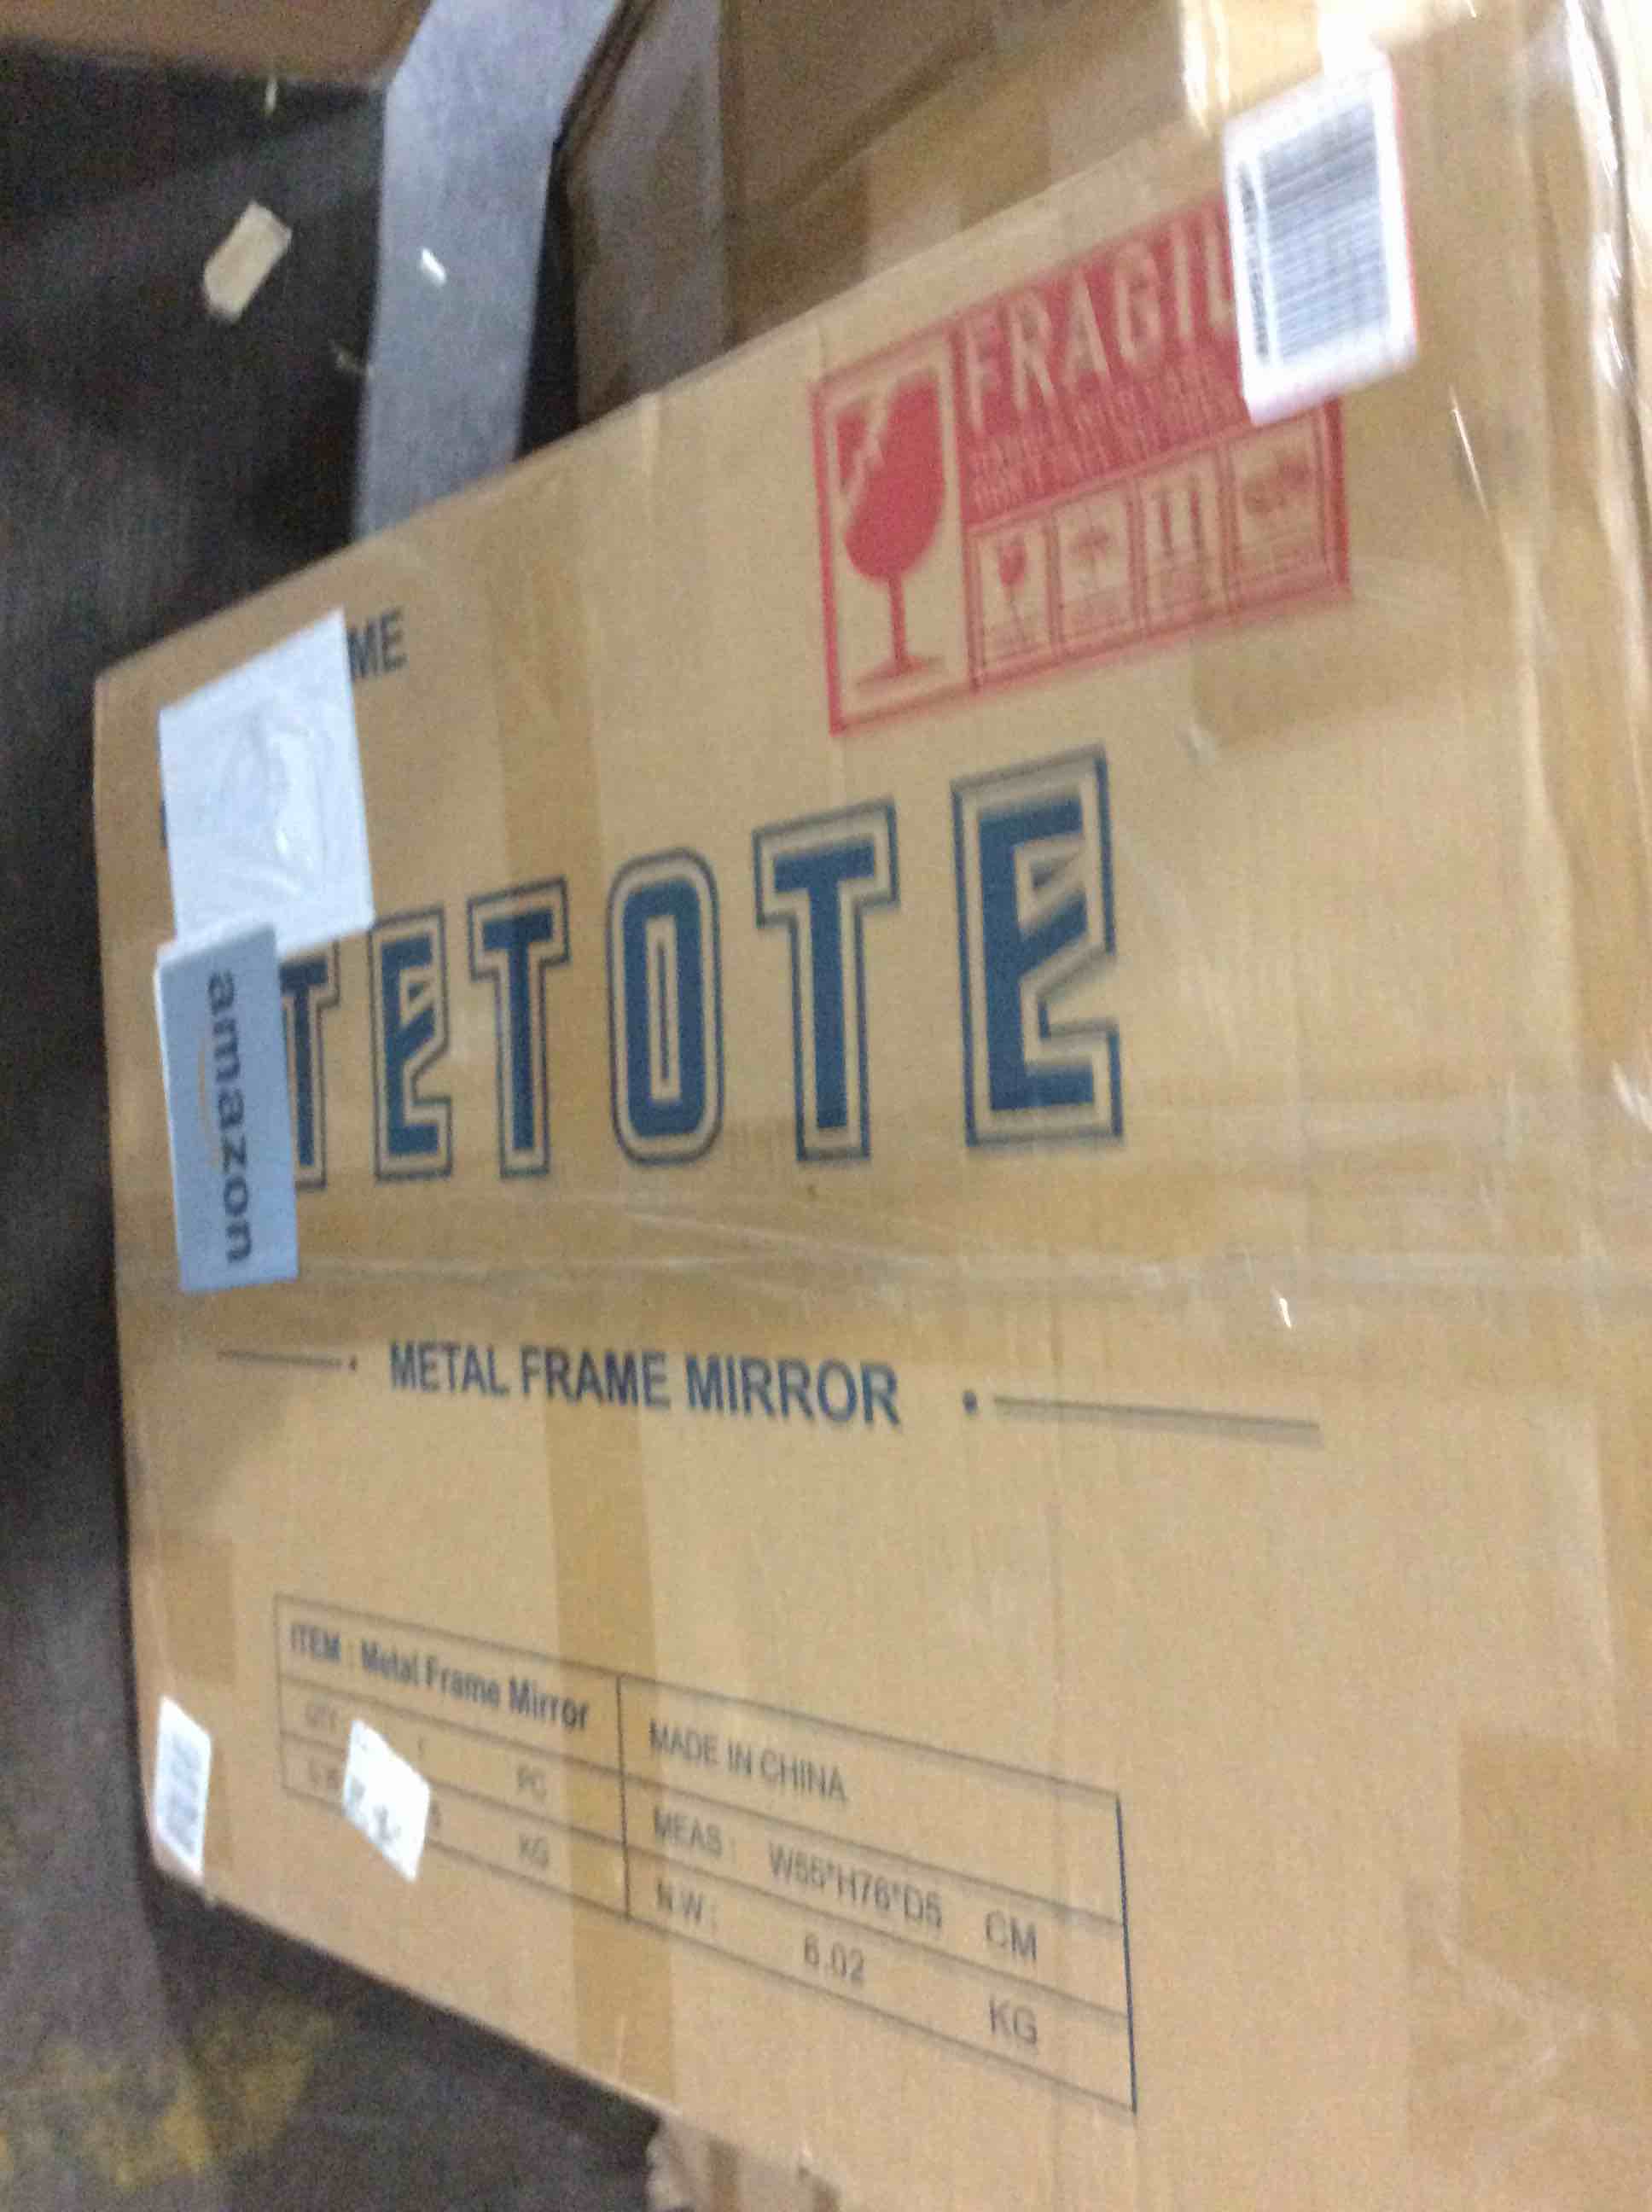 ME
FRAGIL
TETOTE
amazon
METAL FRAME MIRROR
ITEM : Metal Frame Mirror
MADE IN CHINA
QTY
PC
MEAS : W55*H76*D5 CM
KG
N.W : 6.02 KG